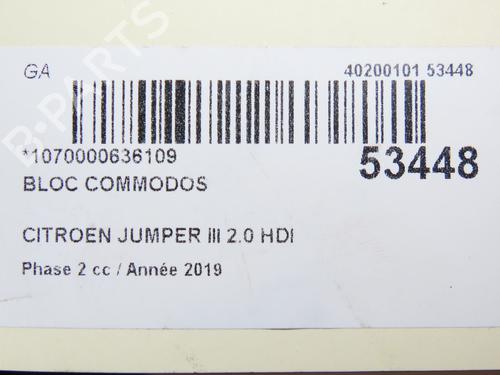 GA
40200101 53448
*1070000636109
53448
BLOC COMMODOS
CITROEN JUMPER III 2.0 HDI
Phase 2 cc / Année 2019
B-PARTS